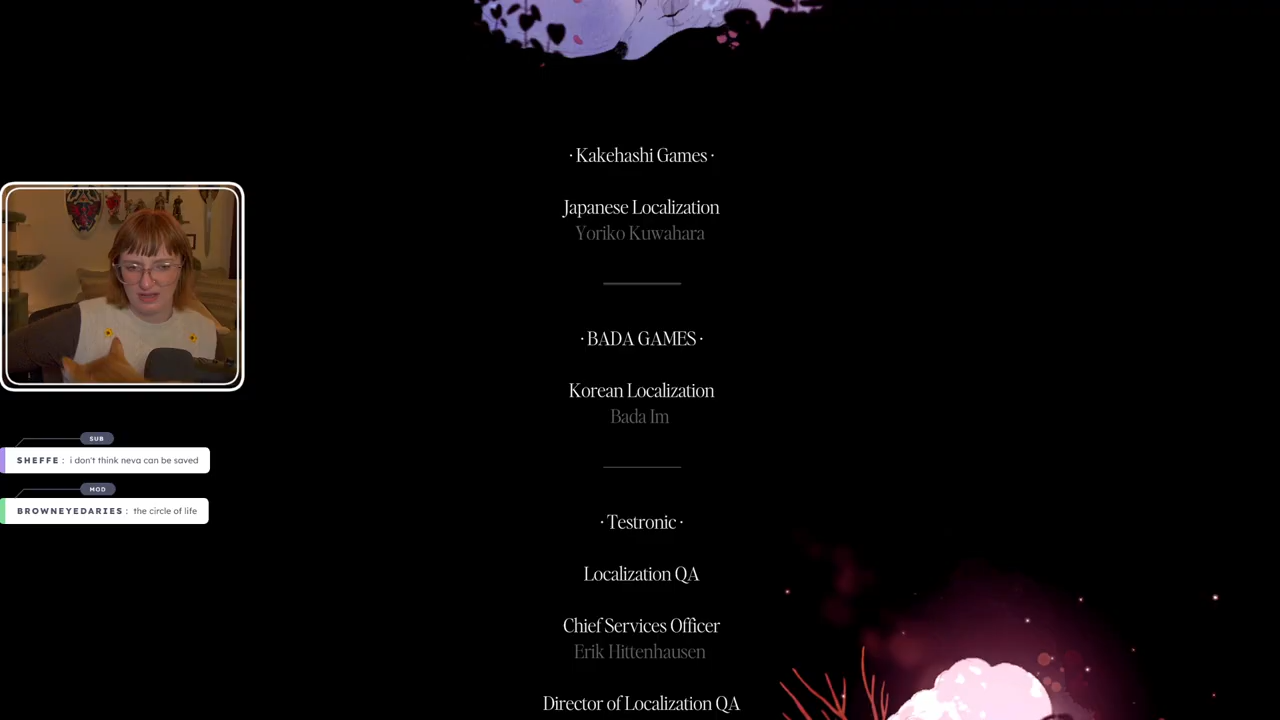 · Kakehashi Games ·
Japanese Localization
Yoriko Kuwahara
· BADA GAMES ·
Korean Localization
Bada Im
· Testronic ·
Localization QA
Chief Services Officer
Erik Hittenhausen
Director of Localization QA
SUB
SHEFFE : i don't think neva can be saved
MOD
BROWNEYEDARIES : the circle of life